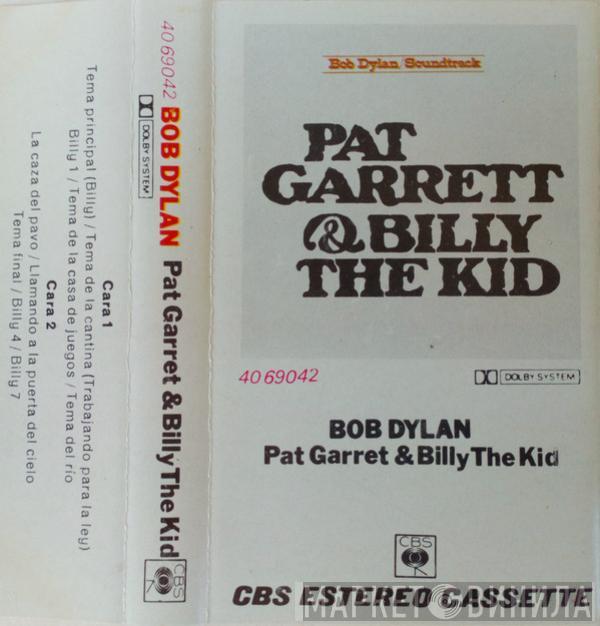 Cara 1
Tema principal (Billy) / Tema de la cantina (Trabajando para la ley)
Billy 1 / Tema de la casa de juegos / Tema del río
Cara 2
La caza del pavo / Llamando a la puerta del cielo
Tema final / Billy 4 / Billy 7
40 69042
DOLBY SYSTEM
BOB DYLAN Pat Garret & Billy The Kid
CBS
Bob Dylan/Soundtrack
PAT
GARRETT
& BILLY
THE KID
40 69042
DOLBY SYSTEM
BOB DYLAN
Pat Garret & Billy The Kid
CBS
CBS ESTEREO CASSETTE
МАРКЕТ ВИНИЛА